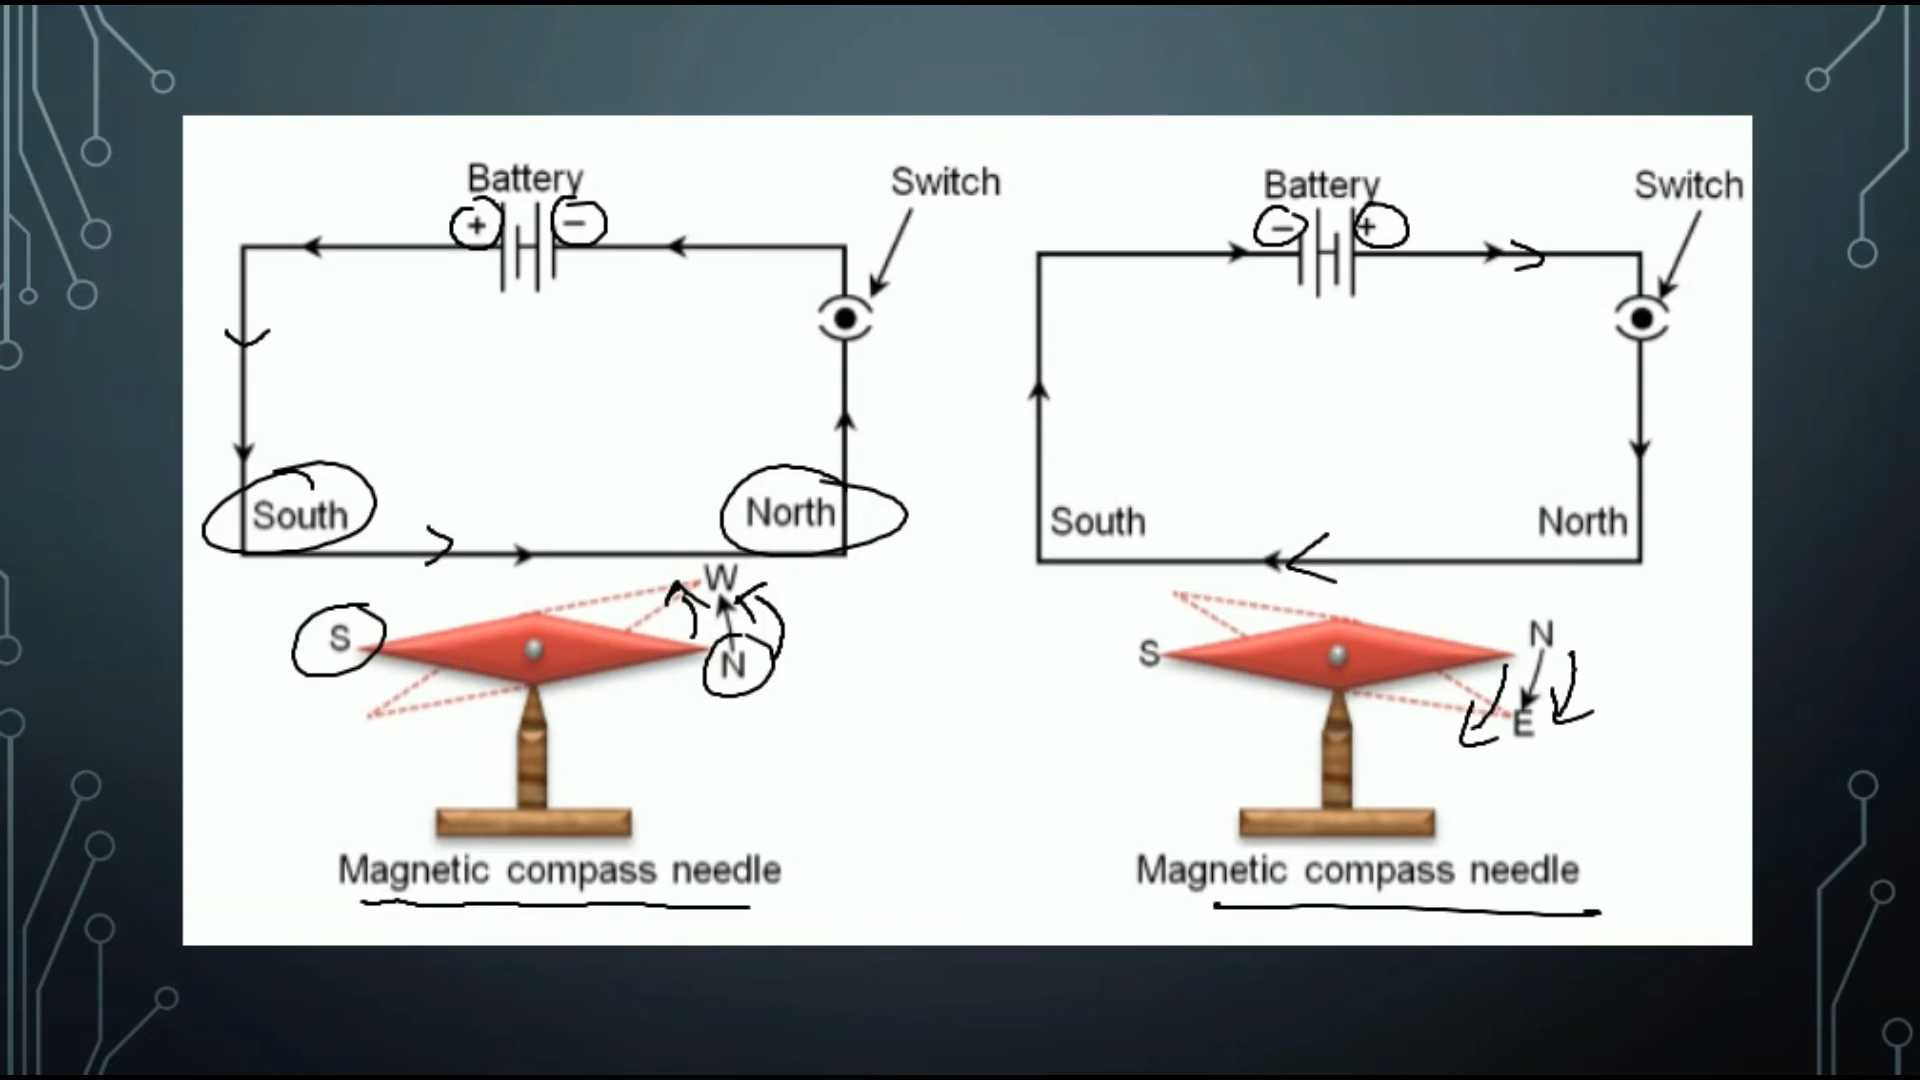 Battery
Switch
+ −
South
North
W
S
N
Magnetic compass needle
Battery
Switch
− +
South
North
S
N
E
Magnetic compass needle